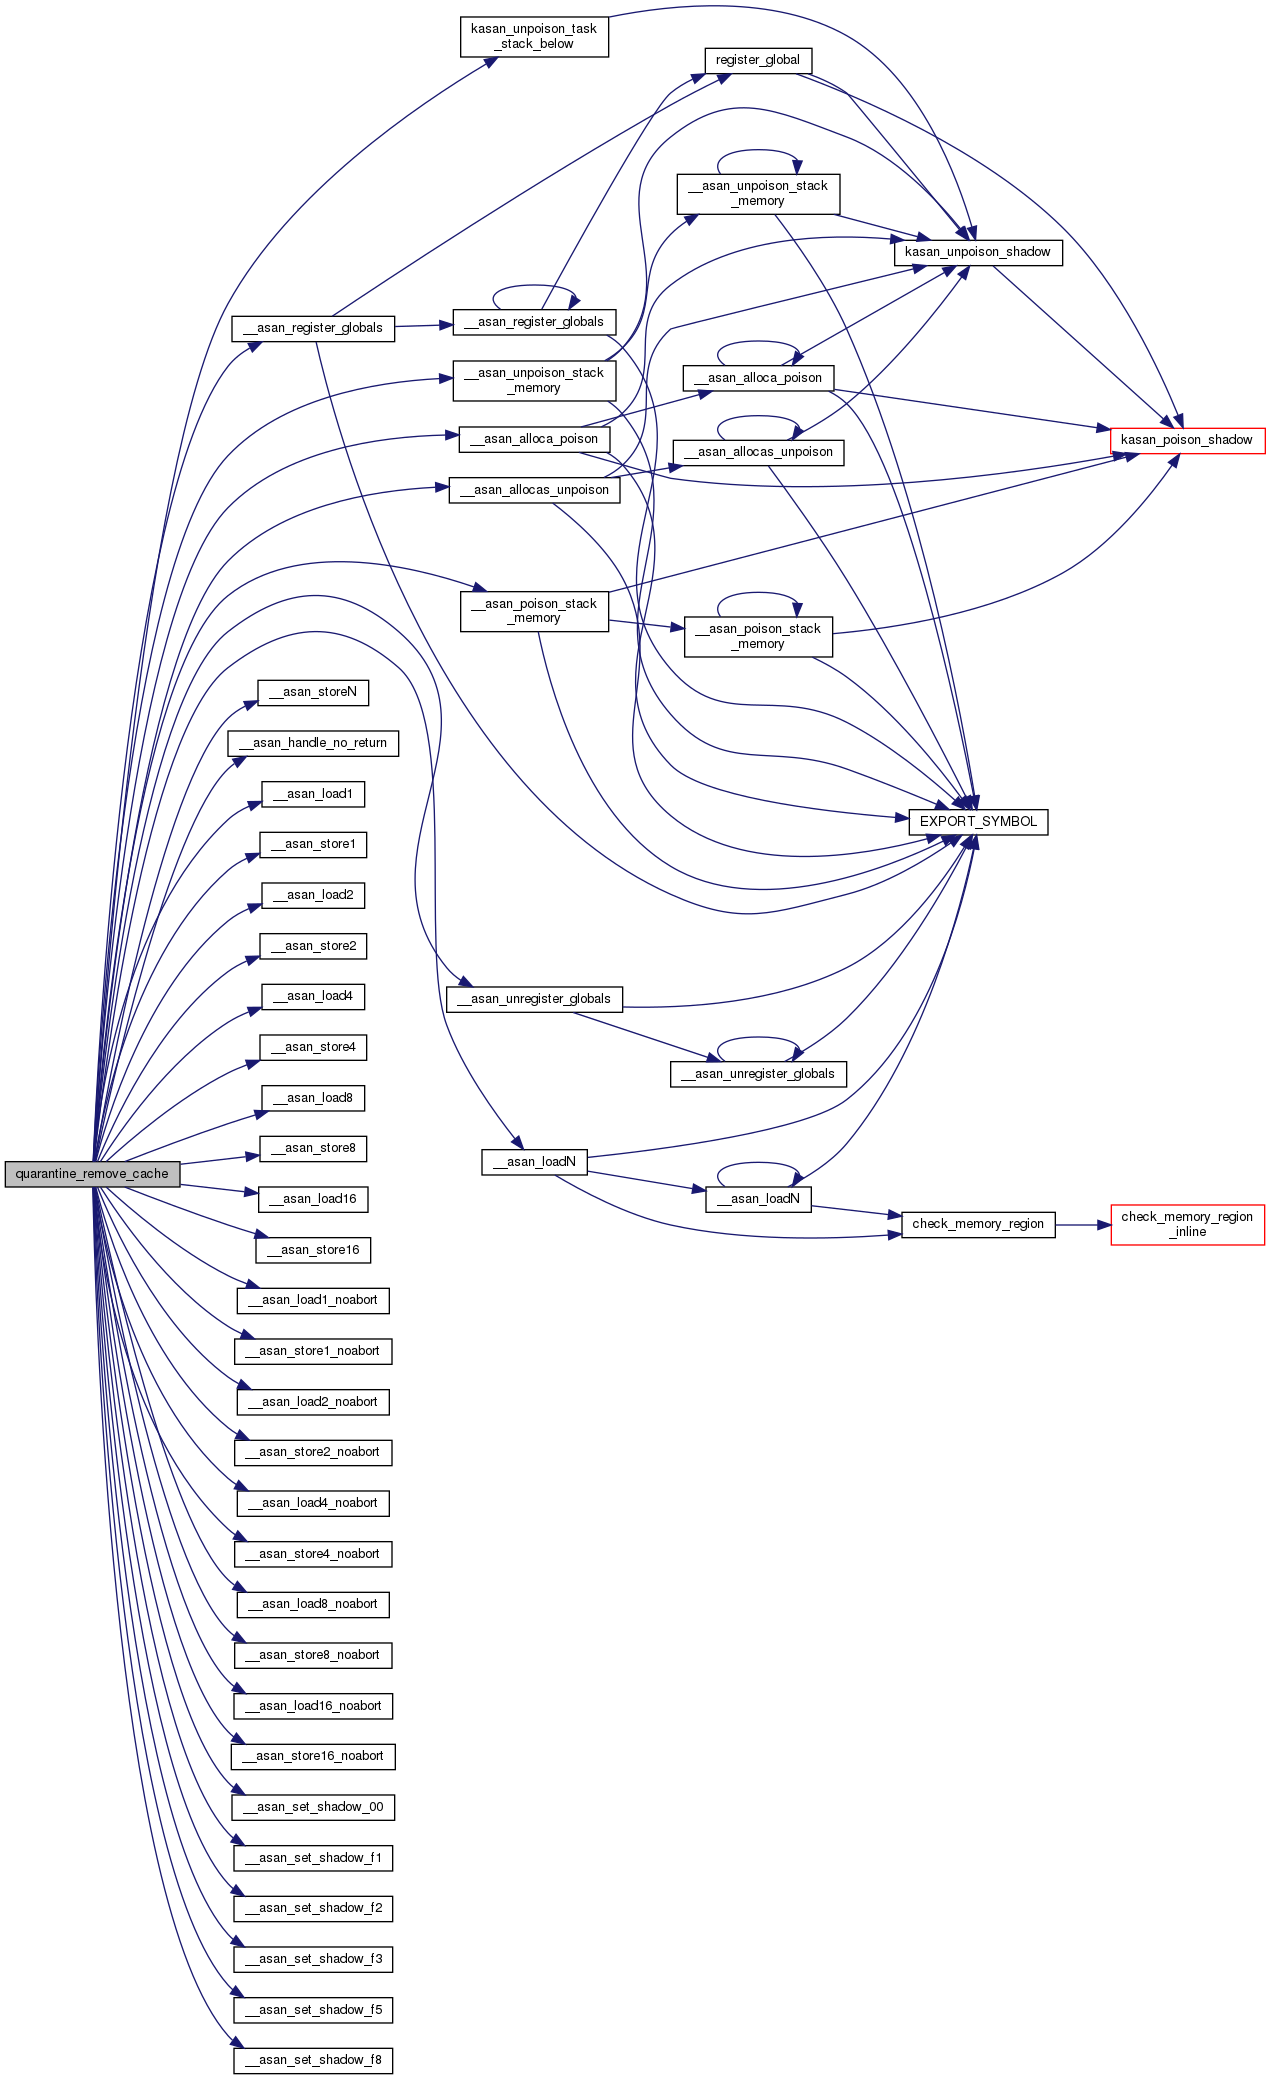 kasan_unpoison_task
_stack_below
register_global
__asan_unpoison_stack
_memory
kasan_unpoison_shadow
__asan_register_globals
__asan_register_globals
__asan_unpoison_stack
_memory
__asan_alloca_poison
__asan_alloca_poison
kasan_poison_shadow
__asan_allocas_unpoison
__asan_allocas_unpoison
__asan_poison_stack
_memory
__asan_poison_stack
_memory
__asan_storeN
__asan_handle_no_return
__asan_load1
EXPORT_SYMBOL
__asan_store1
__asan_load2
__asan_store2
__asan_load4
__asan_unregister_globals
__asan_store4
__asan_unregister_globals
__asan_load8
__asan_store8
__asan_loadN
quarantine_remove_cache
__asan_load16
__asan_loadN
check_memory_region
check_memory_region
_inline
__asan_store16
__asan_load1_noabort
__asan_store1_noabort
__asan_load2_noabort
__asan_store2_noabort
__asan_load4_noabort
__asan_store4_noabort
__asan_load8_noabort
__asan_store8_noabort
__asan_load16_noabort
__asan_store16_noabort
__asan_set_shadow_00
__asan_set_shadow_f1
__asan_set_shadow_f2
__asan_set_shadow_f3
__asan_set_shadow_f5
__asan_set_shadow_f8